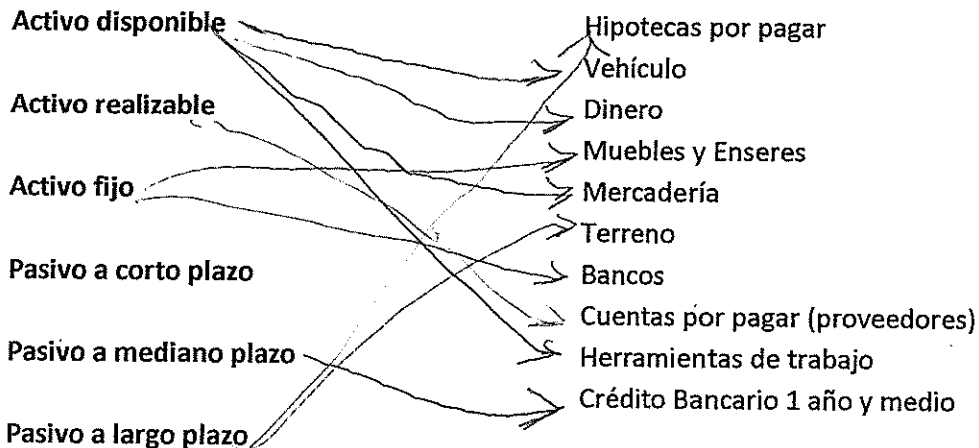 Activo disponible
Activo realizable
Activo fijo
Pasivo a corto plazo
Pasivo a mediano plazo
Pasivo a largo plazo
Hipotecas por pagar
Vehículo
Dinero
Muebles y Enseres
Mercadería
Terreno
Bancos
Cuentas por pagar (proveedores)
Herramientas de trabajo
Crédito Bancario 1 año y medio